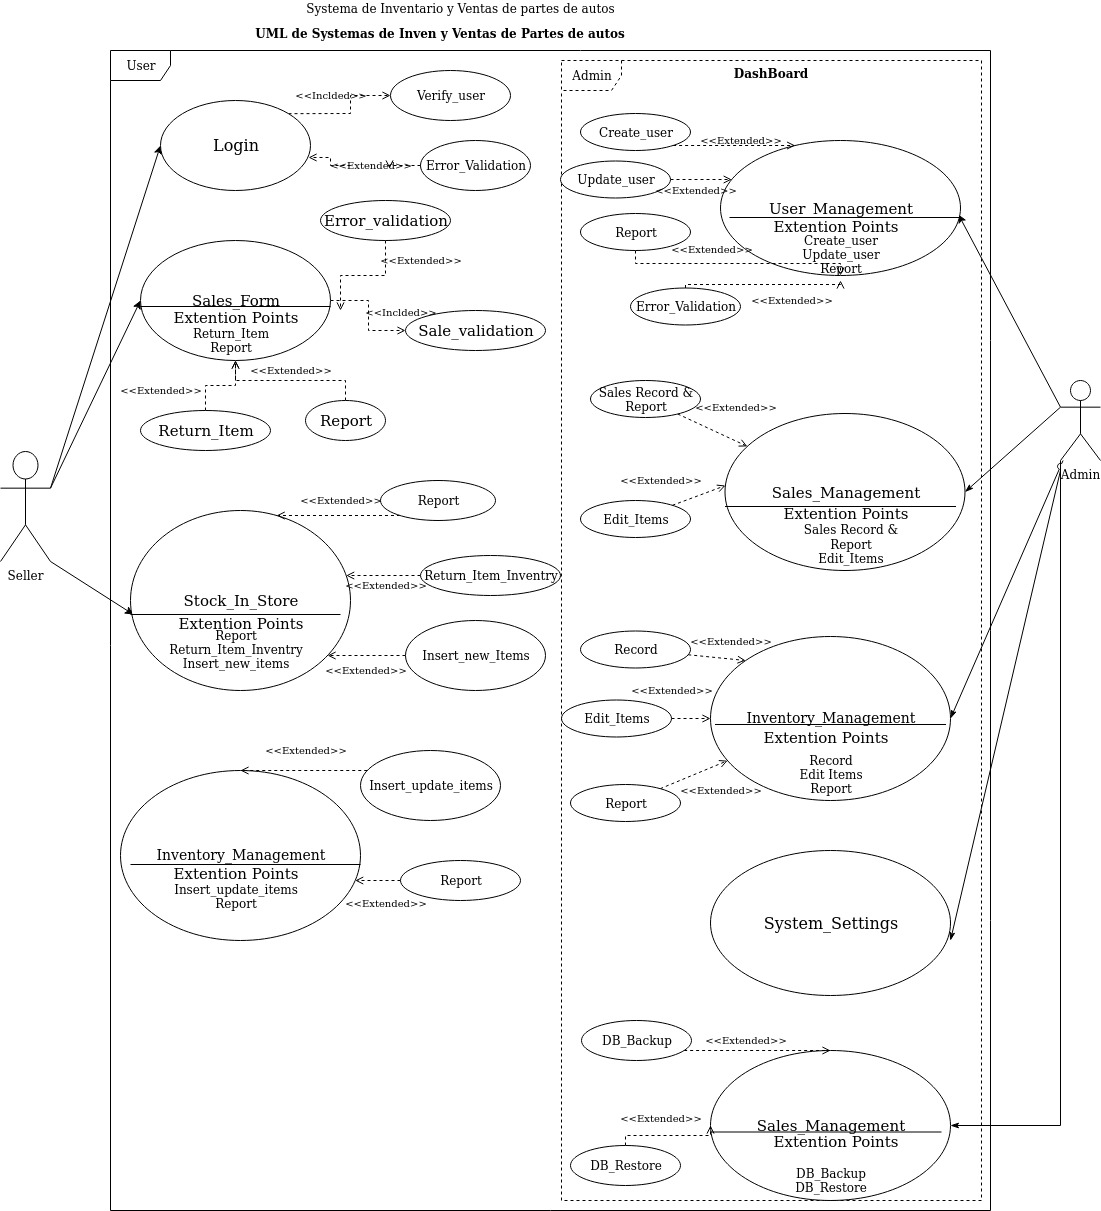 Systema de Inventario y Ventas de partes de autos
UML de Systemas de Inven y Ventas de Partes de autos
User
Login
<<Inclded>>
Verify_user
<<Extended>>
Error_Validation
Error_validation
<<Extended>>
Sales_Form
Extention Points
Return_Item
Report
<<Inclded>>
Sale_validation
<<Extended>>
<<Extended>>
Return_Item
Report
Seller
<<Extended>>
Report
Stock_In_Store
Extention Points
Report
Return_Item_Inventry
Insert_new_items
Return_Item_Inventry
<<Extended>>
Insert_new_Items
<<Extended>>
<<Extended>>
Insert_update_items
Inventory_Management
Extention Points
Insert_update_items
Report
Report
<<Extended>>
Admin
DashBoard
Create_user
<<Extended>>
Update_user
<<Extended>>
Report
<<Extended>>
Error_Validation
<<Extended>>
User_Management
Extention Points
Create_user
Update_user
Report
Sales Record &
Report
<<Extended>>
<<Extended>>
Edit_Items
Sales_Management
Extention Points
Sales Record &
Report
Edit_Items
Admin
Record
<<Extended>>
<<Extended>>
Edit_Items
Report
<<Extended>>
Inventory_Management
Extention Points
Record
Edit Items
Report
System_Settings
DB_Backup
<<Extended>>
<<Extended>>
DB_Restore
Sales_Management
Extention Points
DB_Backup
DB_Restore